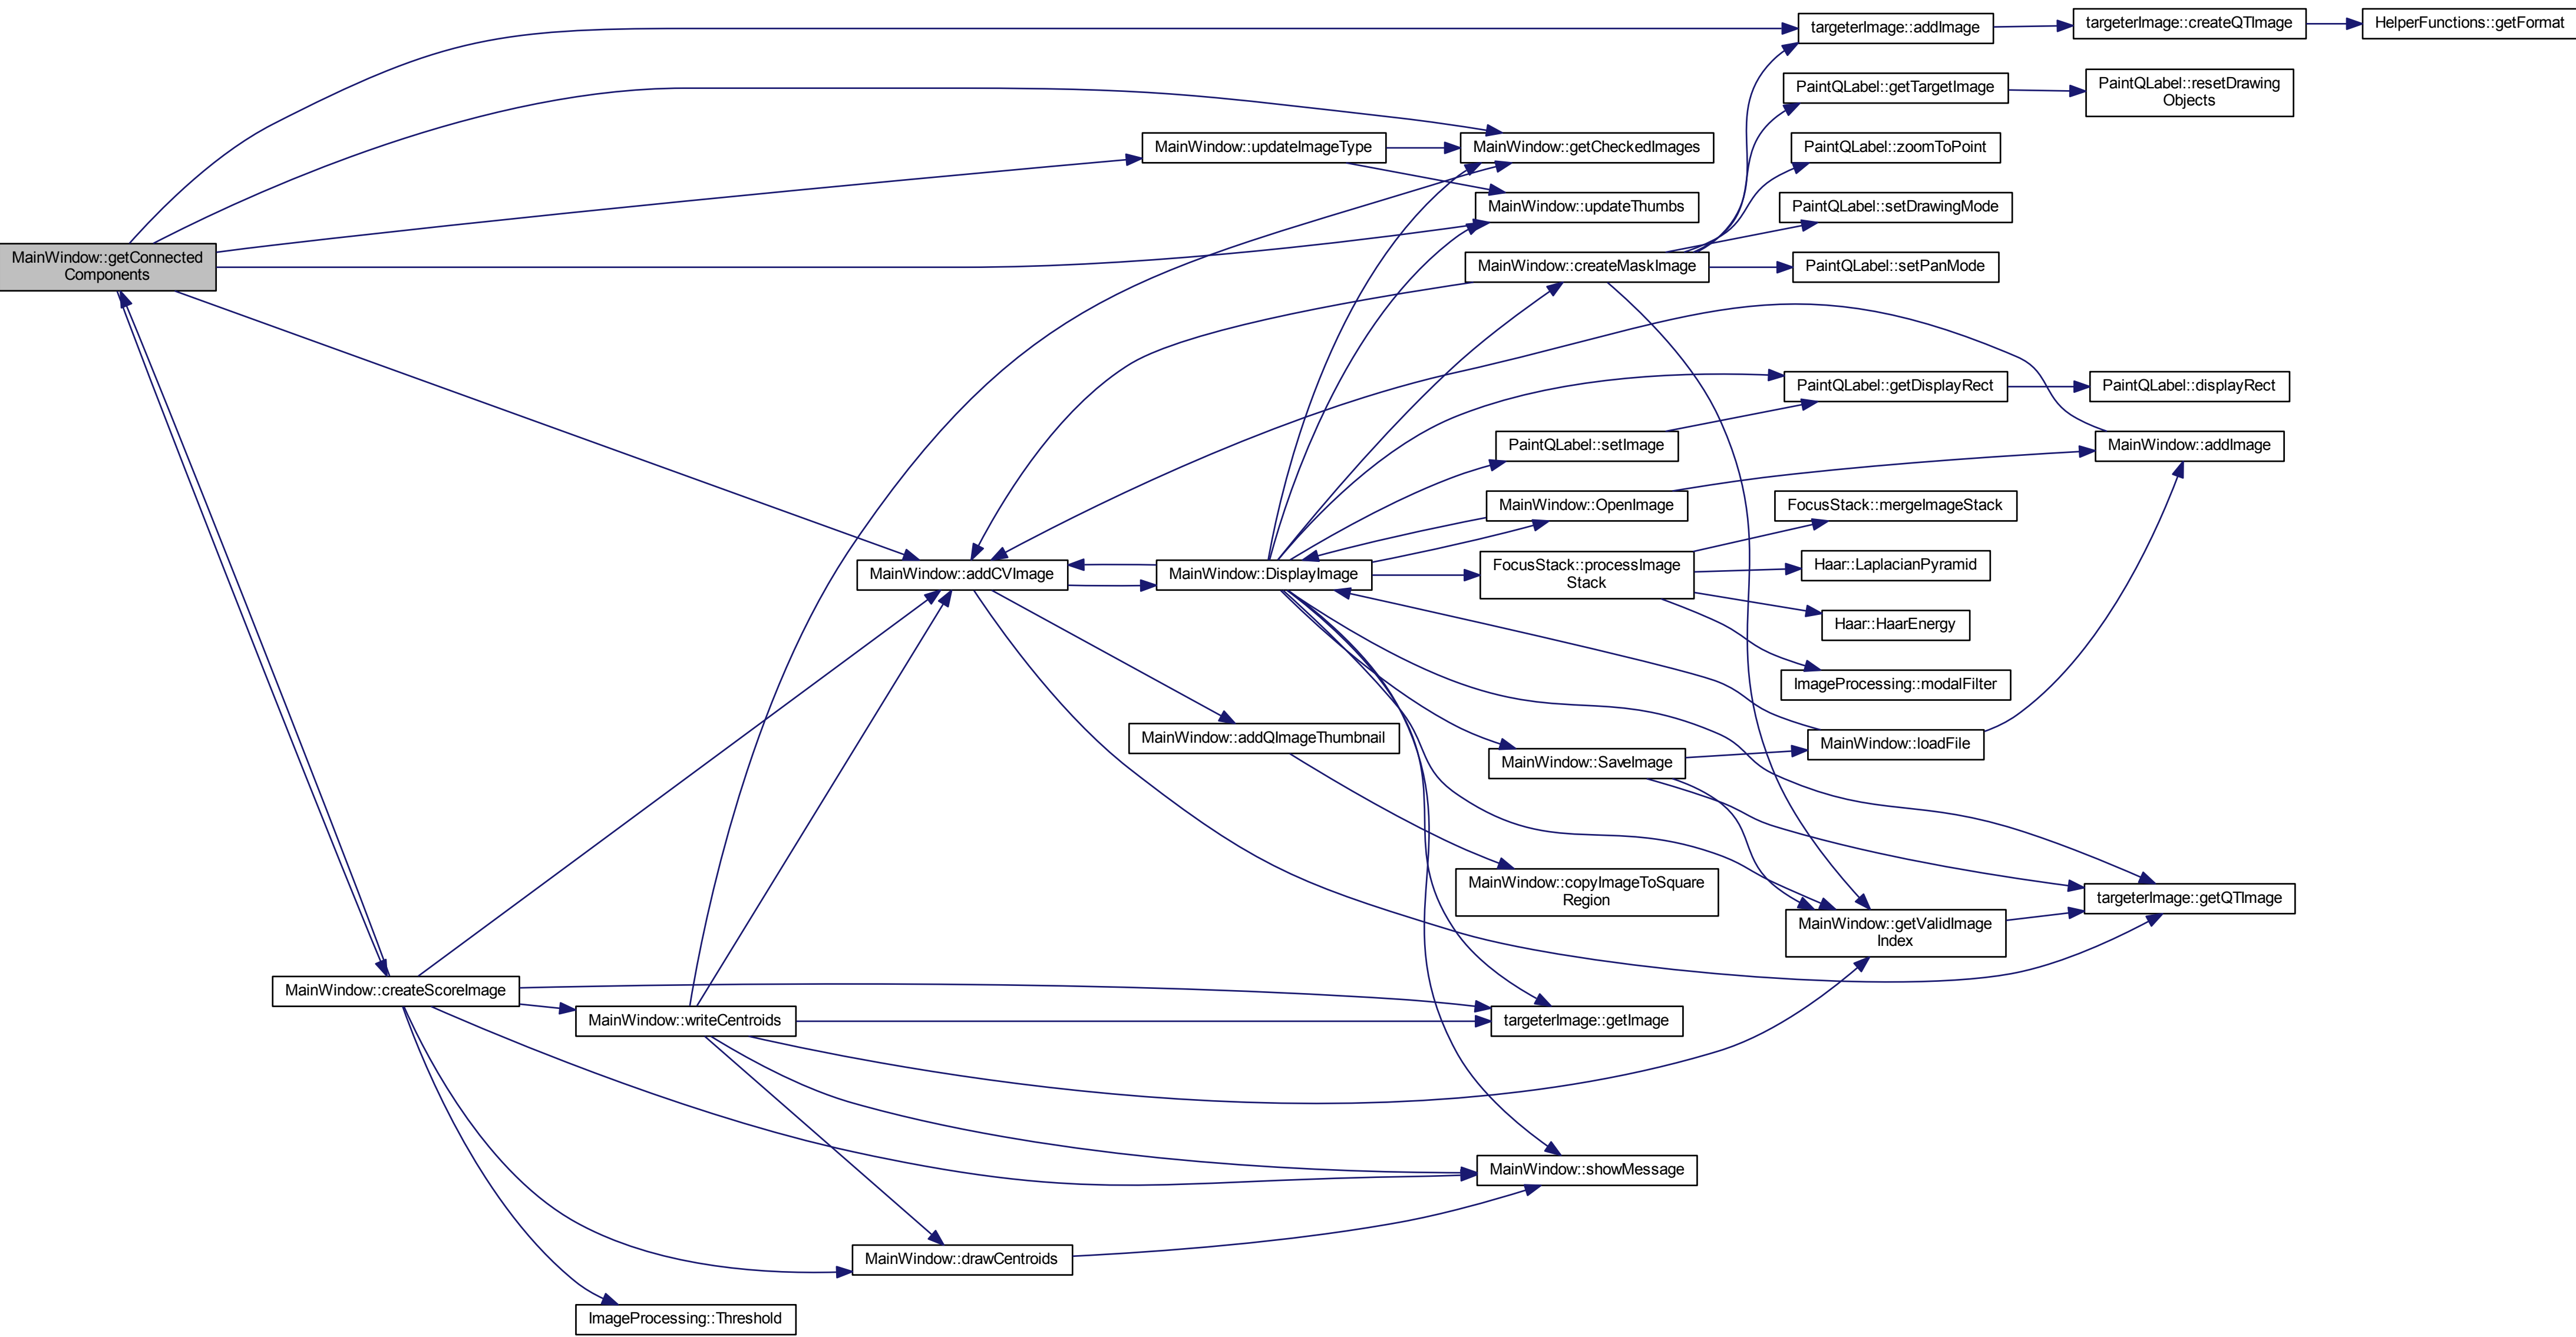 targeterImage::addImage
targeterImage::createQTImage
HelperFunctions::getFormat
PaintQLabel::getTargetImage
PaintQLabel::resetDrawing
Objects
MainWindow::updateImageType
MainWindow::getCheckedImages
PaintQLabel::zoomToPoint
MainWindow::updateThumbs
PaintQLabel::setDrawingMode
MainWindow::getConnected
Components
MainWindow::createMaskImage
PaintQLabel::setPanMode
PaintQLabel::getDisplayRect
PaintQLabel::displayRect
PaintQLabel::setImage
MainWindow::addImage
MainWindow::OpenImage
FocusStack::mergeImageStack
MainWindow::addCVImage
MainWindow::DisplayImage
FocusStack::processImage
Stack
Haar::LaplacianPyramid
Haar::HaarEnergy
ImageProcessing::modalFilter
MainWindow::addQImageThumbnail
MainWindow::SaveImage
MainWindow::loadFile
MainWindow::copyImageToSquare
Region
MainWindow::getValidImage
Index
targeterImage::getQTImage
MainWindow::createScoreImage
MainWindow::writeCentroids
targeterImage::getImage
MainWindow::showMessage
MainWindow::drawCentroids
ImageProcessing::Threshold